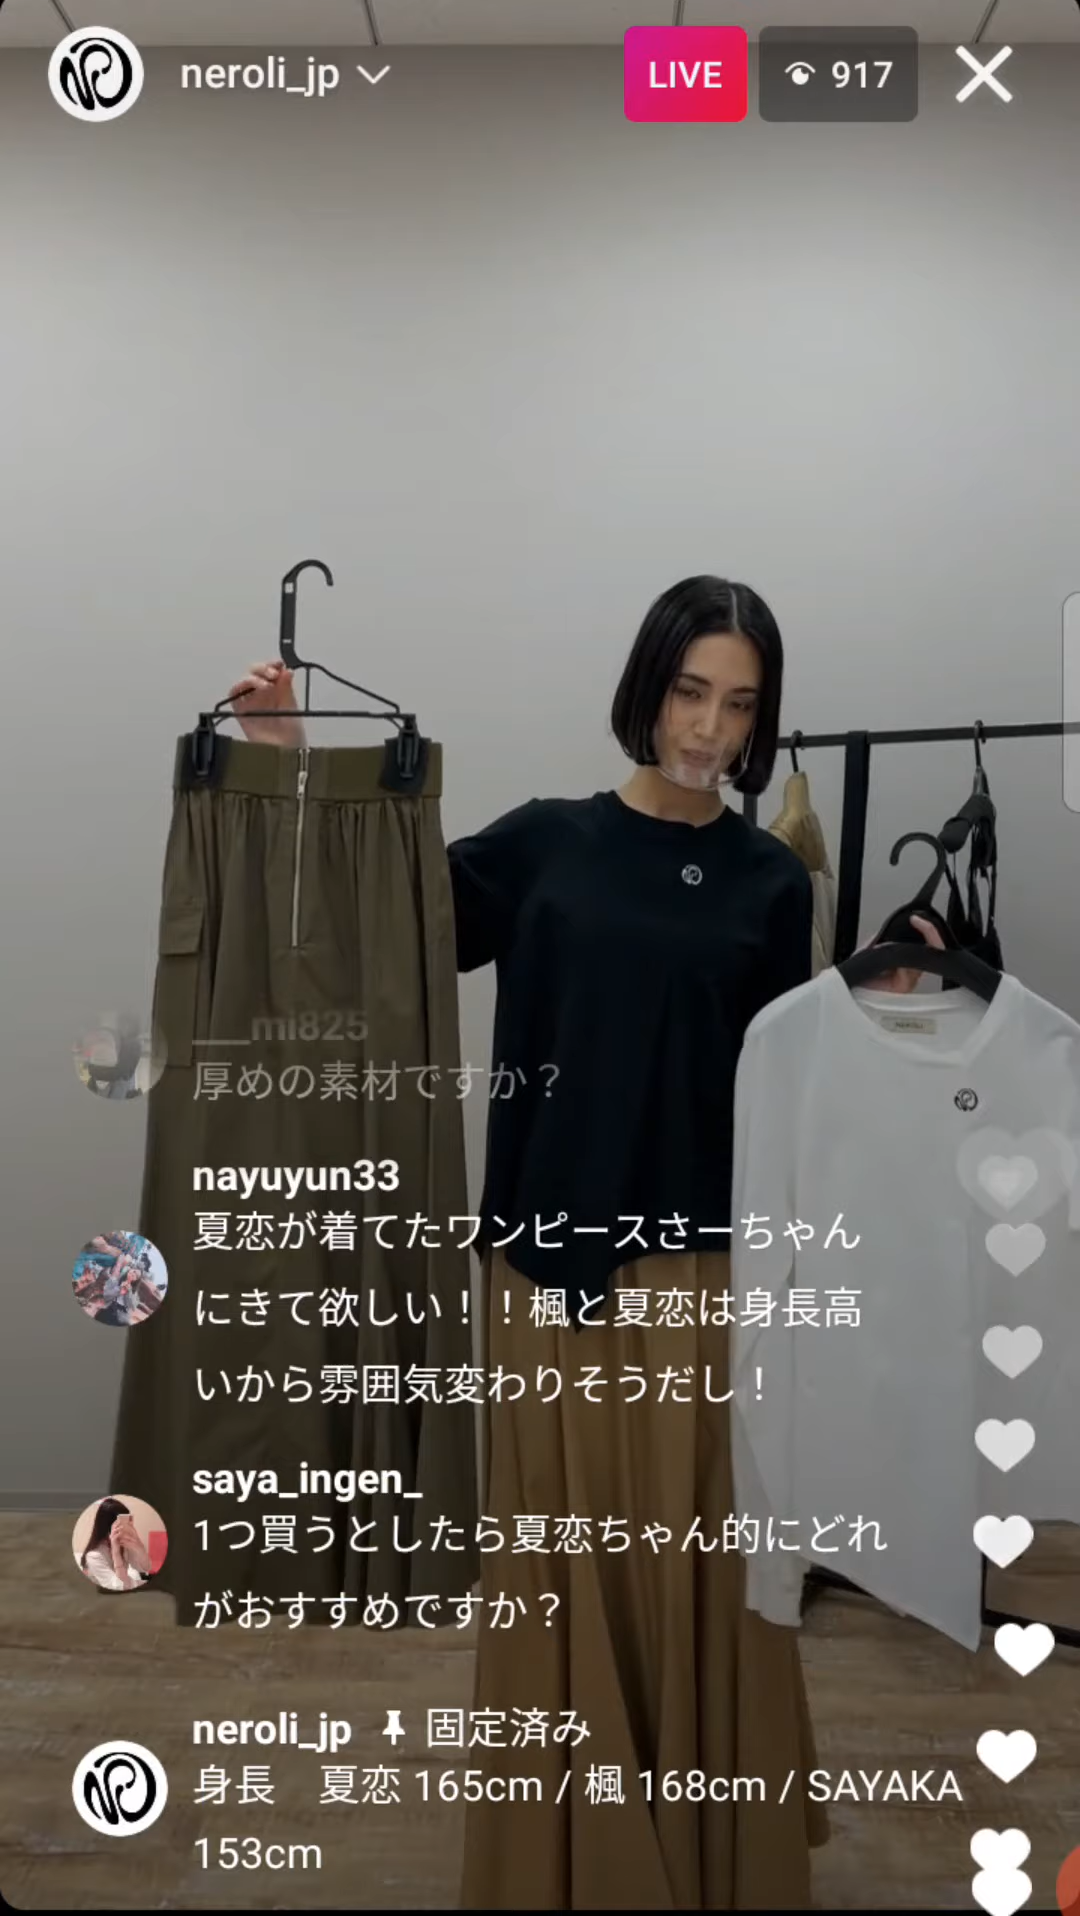 neroli_jp
LIVE
917
___mi825
厚めの素材ですか？
nayuyun33
夏恋が着てたワンピースさーちゃん
にきて欲しい！！楓と夏恋は身長高
いから雰囲気変わりそうだし！
saya_ingen_
1つ買うとしたら夏恋ちゃん的にどれ
がおすすめですか？
neroli_jp 固定済み
身長　夏恋 165cm / 楓 168cm / SAYAKA
153cm